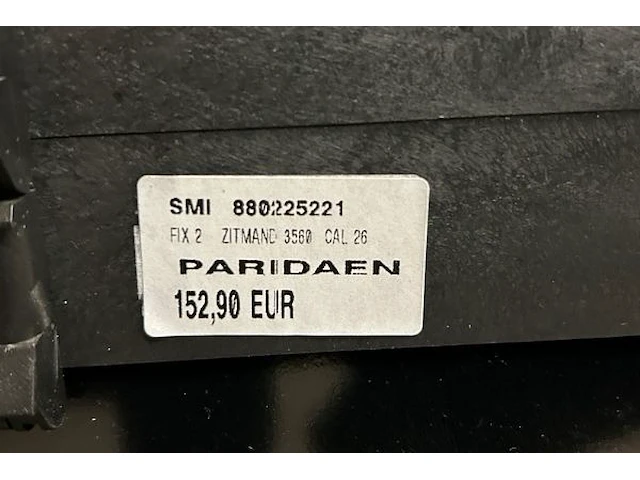 SMI 880225221
FIX 2 ZITMAND 3560 CAL 26
PARIDAEN
152,90 EUR